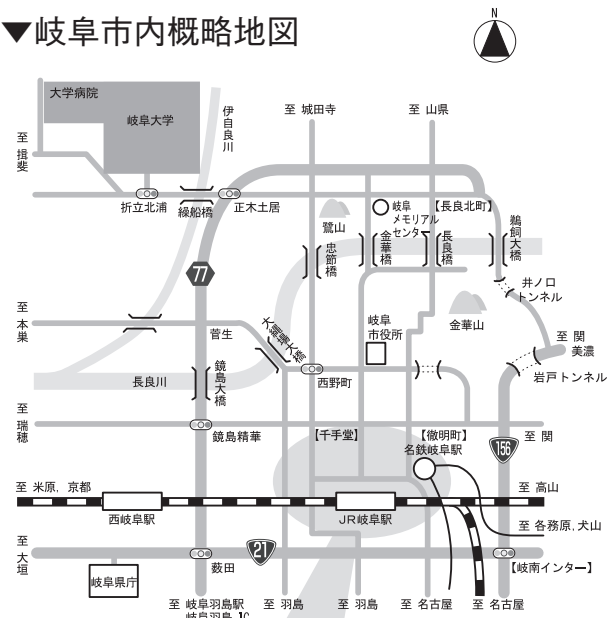 ▼岐阜市内概略地図
N
大学病院
岐阜大学
伊自良川
至 城田寺
至 山県
至 揖斐
折立北浦
繰船橋
正木土居
岐阜
メモリアル
センター
【長良北町】
鷺山
忠節橋
金華橋
長良橋
鵜飼大橋
77
井ノ口
トンネル
至 本巣
菅生
大縄場大橋
岐阜
市役所
金華山
至 関
美濃
長良川
鏡島大橋
西野町
岩戸トンネル
至 瑞穂
鏡島精華
【千手堂】
【徹明町】
名鉄岐阜駅
156
至 関
至 米原，京都
至 高山
西岐阜駅
JR岐阜駅
至 各務原，犬山
至 大垣
薮田
21
【岐南インター】
岐阜県庁
至 岐阜羽島駅
岐阜羽島 IC
至 羽島
至 羽島
至 名古屋
至 名古屋